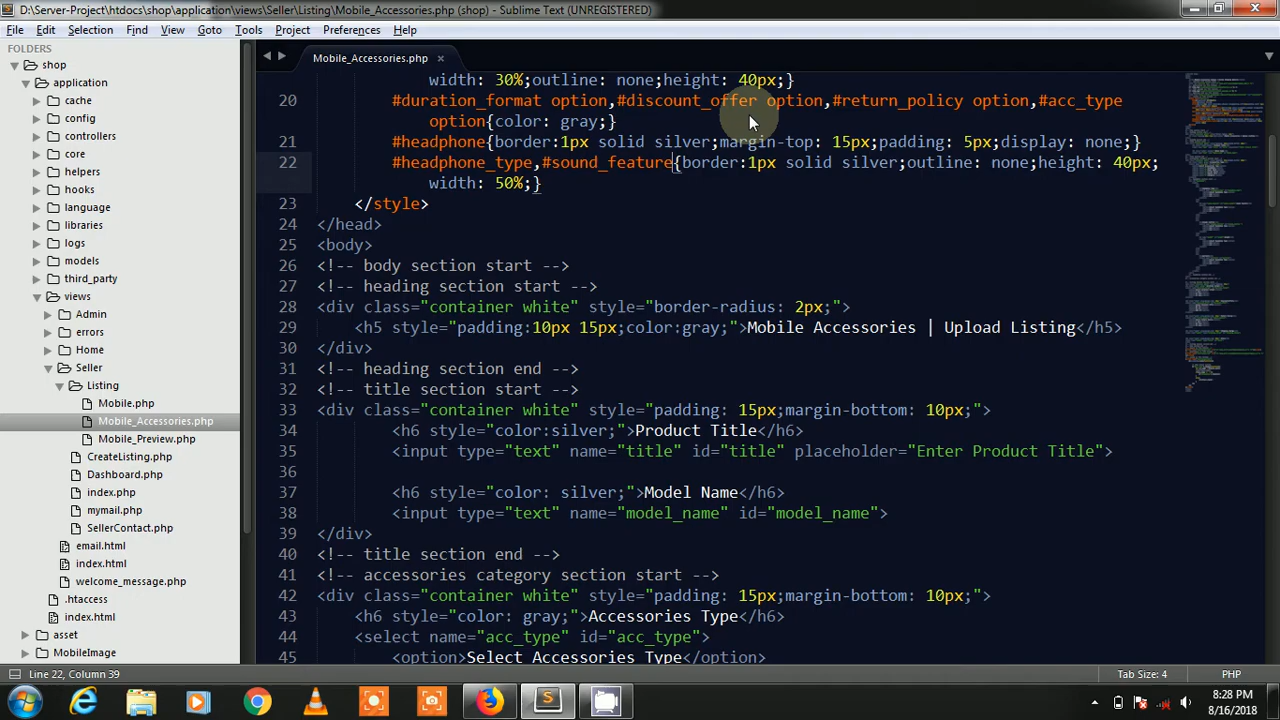 D:\Server-Project\htdocs\shop\application\views\Seller\Listing\Mobile_Accessories.php (shop) - Sublime Text (UNREGISTERED)
File Edit Selection Find View Goto Tools Project Preferences Help
FOLDERS
shop
application
cache
config
controllers
core
helpers
hooks
language
libraries
logs
models
third_party
views
Admin
errors
Home
Seller
Listing
Mobile.php
Mobile_Accessories.php
Mobile_Preview.php
CreateListing.php
Dashboard.php
index.php
mymail.php
SellerContact.php
email.html
index.html
welcome_message.php
.htaccess
index.html
asset
MobileImage
Mobile_Accessories.php ×
width: 30%;outline: none;height: 40px;}
20 #duration_format option,#discount_offer option,#return_policy option,#acc_type
option{color: gray;}
21 #headphone{border:1px solid silver;margin-top: 15px;padding: 5px;display: none;}
22 #headphone_type,#sound_feature{border:1px solid silver;outline: none;height: 40px;
width: 50%;}
23 </style>
24 </head>
25 <body>
26 <!-- body section start -->
27 <!-- heading section start -->
28 <div class="container white" style="border-radius: 2px;">
29 <h5 style="padding:10px 15px;color:gray;">Mobile Accessories | Upload Listing</h5>
30 </div>
31 <!-- heading section end -->
32 <!-- title section start -->
33 <div class="container white" style="padding: 15px;margin-bottom: 10px;">
34 <h6 style="color:silver;">Product Title</h6>
35 <input type="text" name="title" id="title" placeholder="Enter Product Title">
36
37 <h6 style="color: silver;">Model Name</h6>
38 <input type="text" name="model_name" id="model_name">
39 </div>
40 <!-- title section end -->
41 <!-- accessories category section start -->
42 <div class="container white" style="padding: 15px;margin-bottom: 10px;">
43 <h6 style="color: gray;">Accessories Type</h6>
44 <select name="acc_type" id="acc_type">
45 <option>Select Accessories Type</option>
Line 22, Column 39
Tab Size: 4
PHP
8:28 PM
8/16/2018